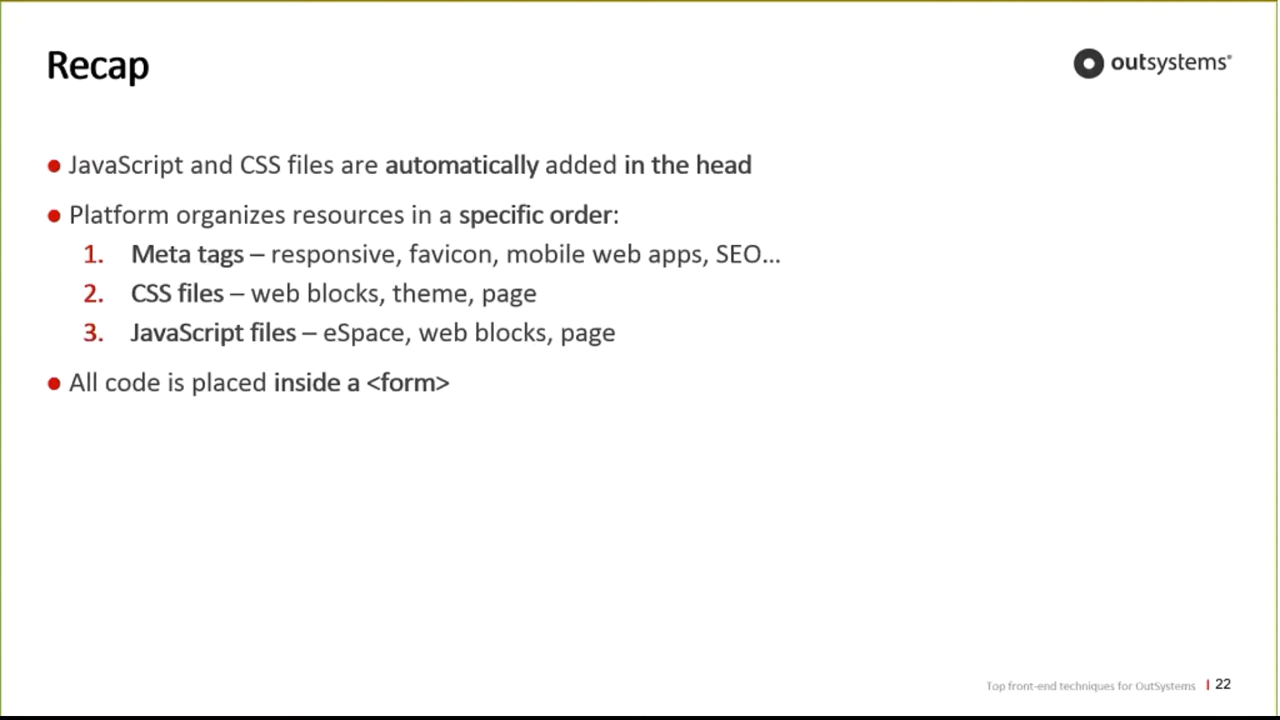 Recap
outsystems®
● JavaScript and CSS files are automatically added in the head
● Platform organizes resources in a specific order:
1. Meta tags – responsive, favicon, mobile web apps, SEO...
2. CSS files – web blocks, theme, page
3. JavaScript files – eSpace, web blocks, page
● All code is placed inside a <form>
Top front-end techniques for OutSystems | 22